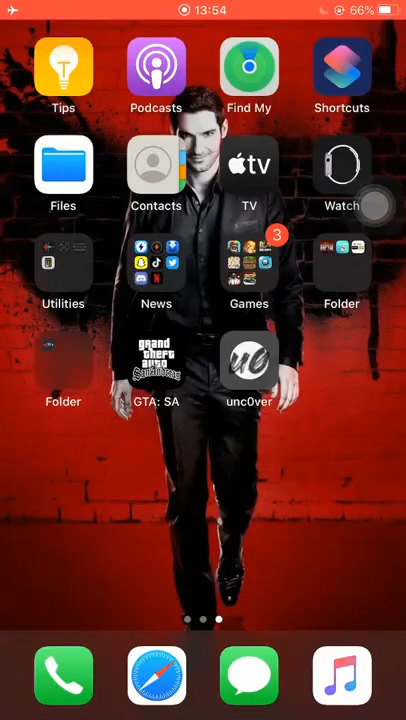 13:54
66%
Tips
Podcasts
Find My
Shortcuts
tv
Files
Contacts
TV
Watch
3
Utilities
News
Games
Folder
grand
theft
auto
San Andreas
u0
Folder
GTA: SA
unc0ver